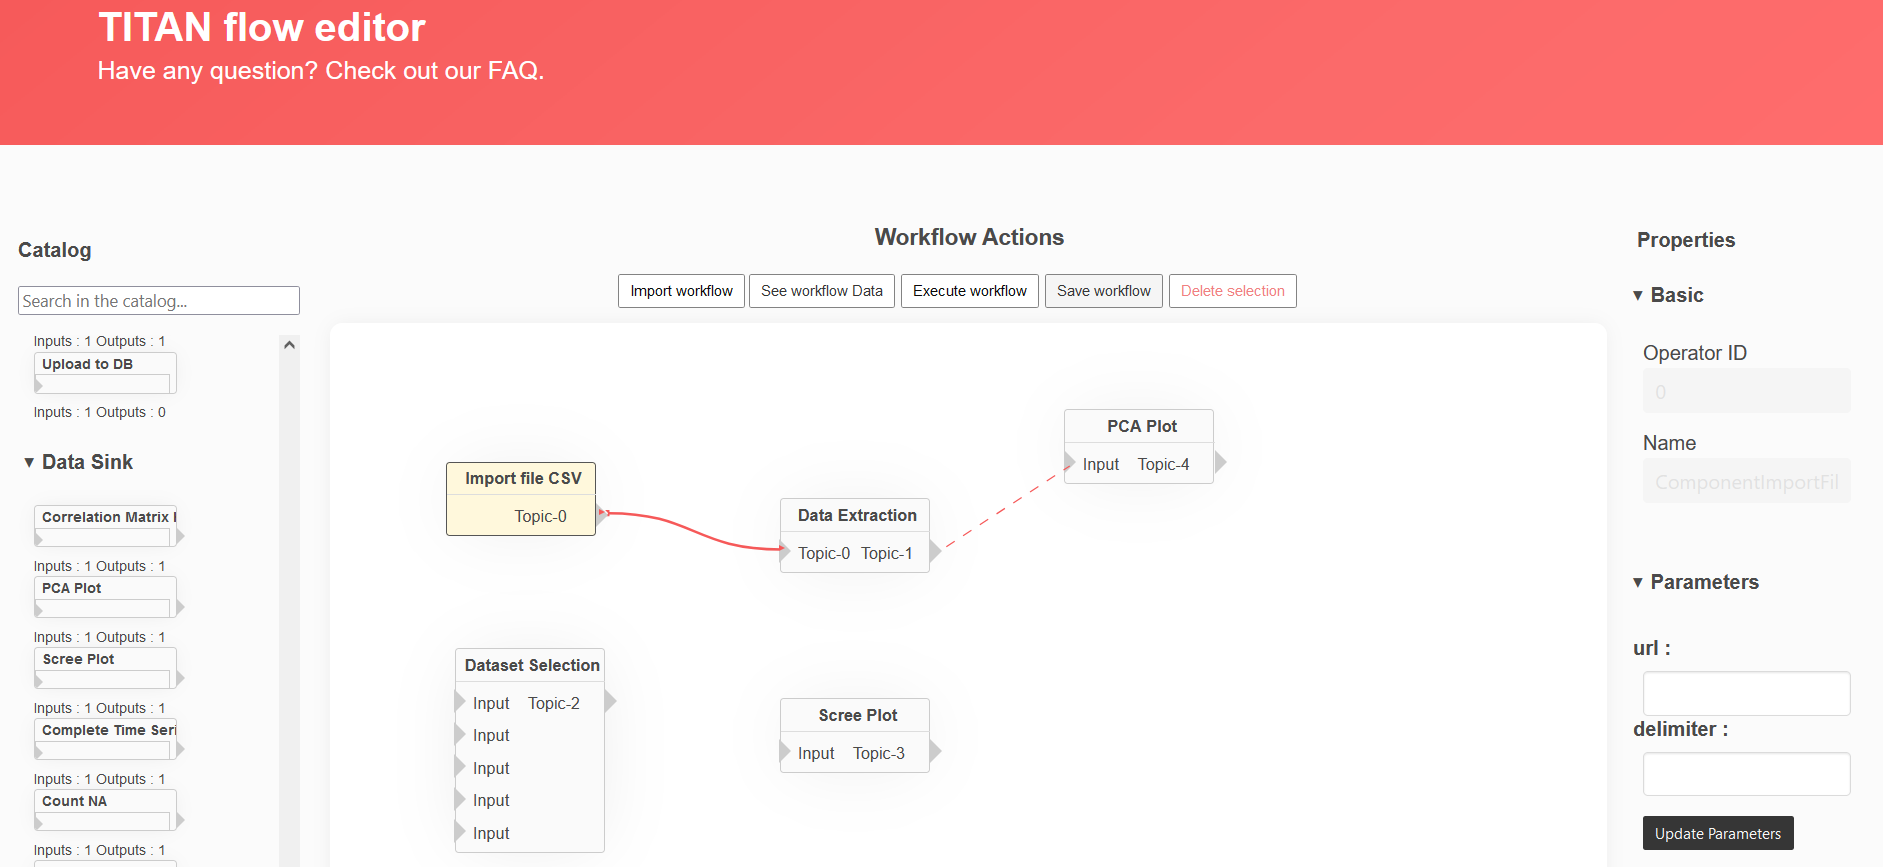 TITAN flow editor
Have any question? Check out our FAQ.
Catalog
Search in the catalog...
Inputs : 1 Outputs : 1
Upload to DB
Inputs : 1 Outputs : 0
▼ Data Sink
Correlation Matrix
Inputs : 1 Outputs : 1
PCA Plot
Inputs : 1 Outputs : 1
Scree Plot
Inputs : 1 Outputs : 1
Complete Time Seri
Inputs : 1 Outputs : 1
Count NA
Inputs : 1 Outputs : 1
Workflow Actions
Import workflow
See workflow Data
Execute workflow
Save workflow
Delete selection
Import file CSV
Topic-0
Data Extraction
Topic-0 Topic-1
PCA Plot
Input Topic-4
Dataset Selection
Input Topic-2
Input
Input
Input
Input
Scree Plot
Input Topic-3
Properties
▼ Basic
Operator ID
0
Name
ComponentImportFil
▼ Parameters
url :
delimiter :
Update Parameters